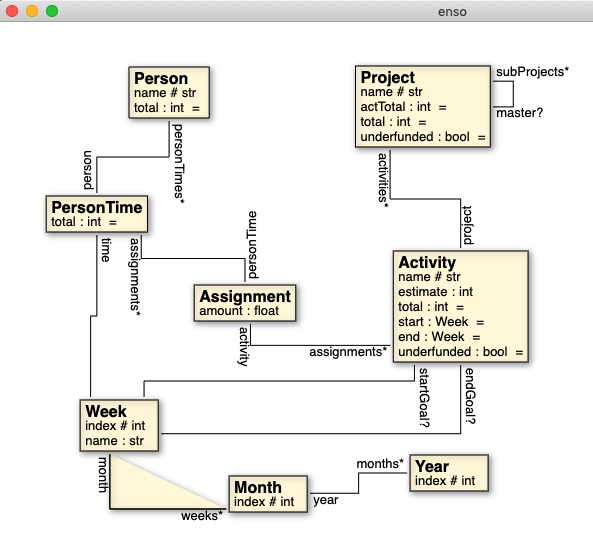 enso
Person
name # str
total : int  =
Project
name # str
actTotal : int  =
total : int  =
underfunded : bool  =
subProjects*
master?
personTimes*
person
activities*
project
PersonTime
total : int  =
time
assignments*
personTime
Assignment
amount : float
activity
assignments*
Activity
name # str
estimate : int
total : int  =
start : Week  =
end : Week  =
underfunded : bool  =
startGoal?
endGoal?
Week
index # int
name : str
month
weeks*
Month
index # int
year
months*
Year
index # int